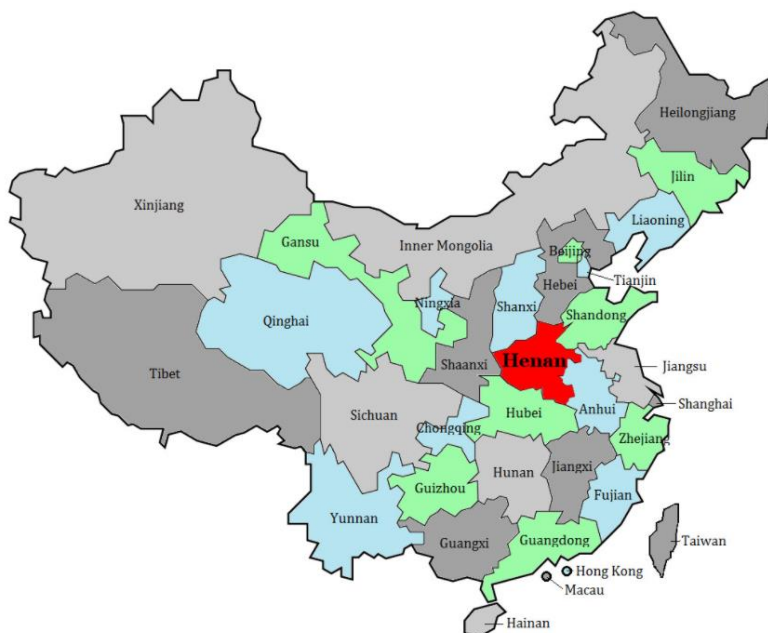 Heilongjiang
Jilin
Xinjiang
Liaoning
Gansu
Inner Mongolia
Beijing
Tianjin
Hebei
Ningxia
Shanxi
Shandong
Qinghai
Henan
Shaanxi
Jiangsu
Tibet
Shanghai
Sichuan
Anhui
Hubei
Chongqing
Zhejiang
Hunan
Jiangxi
Guizhou
Fujian
Yunnan
Guangxi
Guangdong
Taiwan
Hong Kong
Macau
Hainan